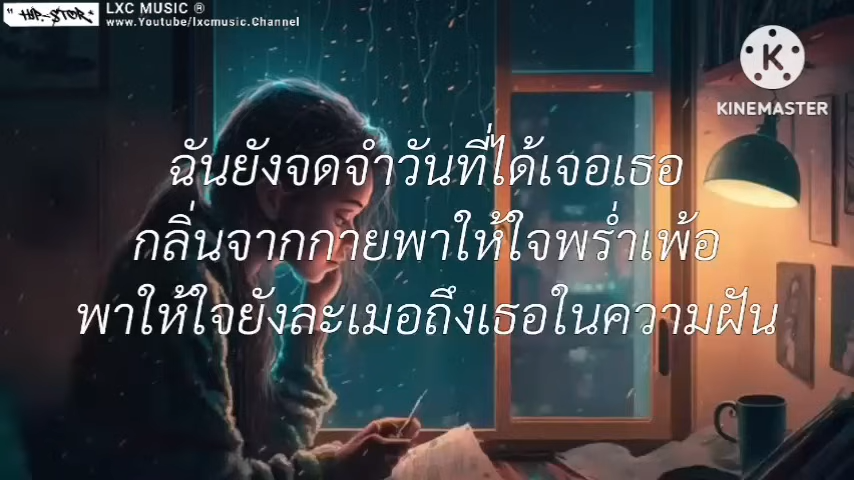 HIP-STOR
LXC MUSIC ®
www.Youtube/lxcmusic.Channel
KINEMASTER
ฉันยังจดจำวันที่ได้เจอเธอ
กลิ่นจากกายพาให้ใจพร่ำเพ้อ
พาให้ใจยังละเมอถึงเธอในความฝัน